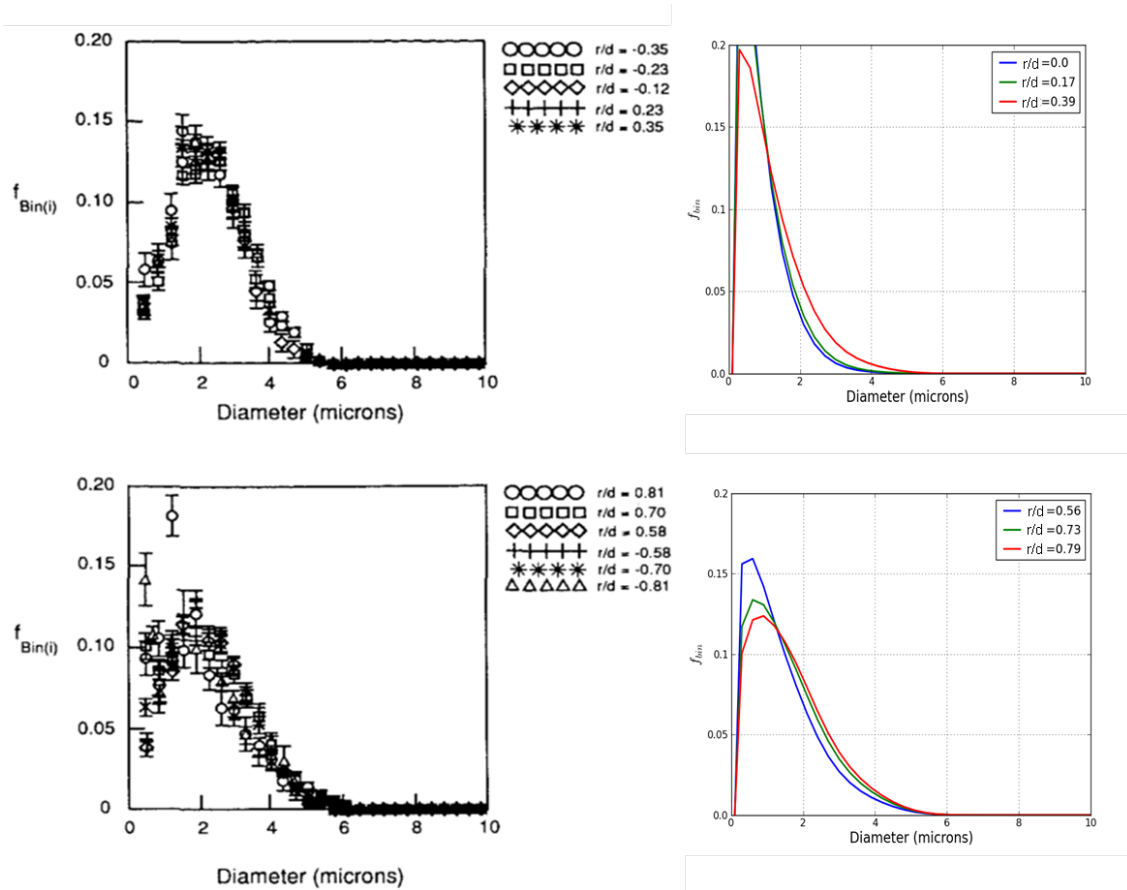 0.20
0.15
0.10
0.05
0
f Bin(i)
0 2 4 6 8 10
Diameter (microns)
r/d = -0.35
r/d = -0.23
r/d = -0.12
r/d = 0.23
r/d = 0.35
0.2
0.15
0.1
0.05
0.0
f bin
0 2 4 6 8 10
Diameter (microns)
r/d =0.0
r/d =0.17
r/d =0.39
0.20
0.15
0.10
0.05
0
f Bin(i)
0 2 4 6 8 10
Diameter (microns)
r/d = 0.81
r/d = 0.70
r/d = 0.58
r/d = -0.58
r/d = -0.70
r/d = -0.81
0.2
0.15
0.1
0.05
0.0
f bin
0 2 4 6 8 10
Diameter (microns)
r/d =0.56
r/d =0.73
r/d =0.79